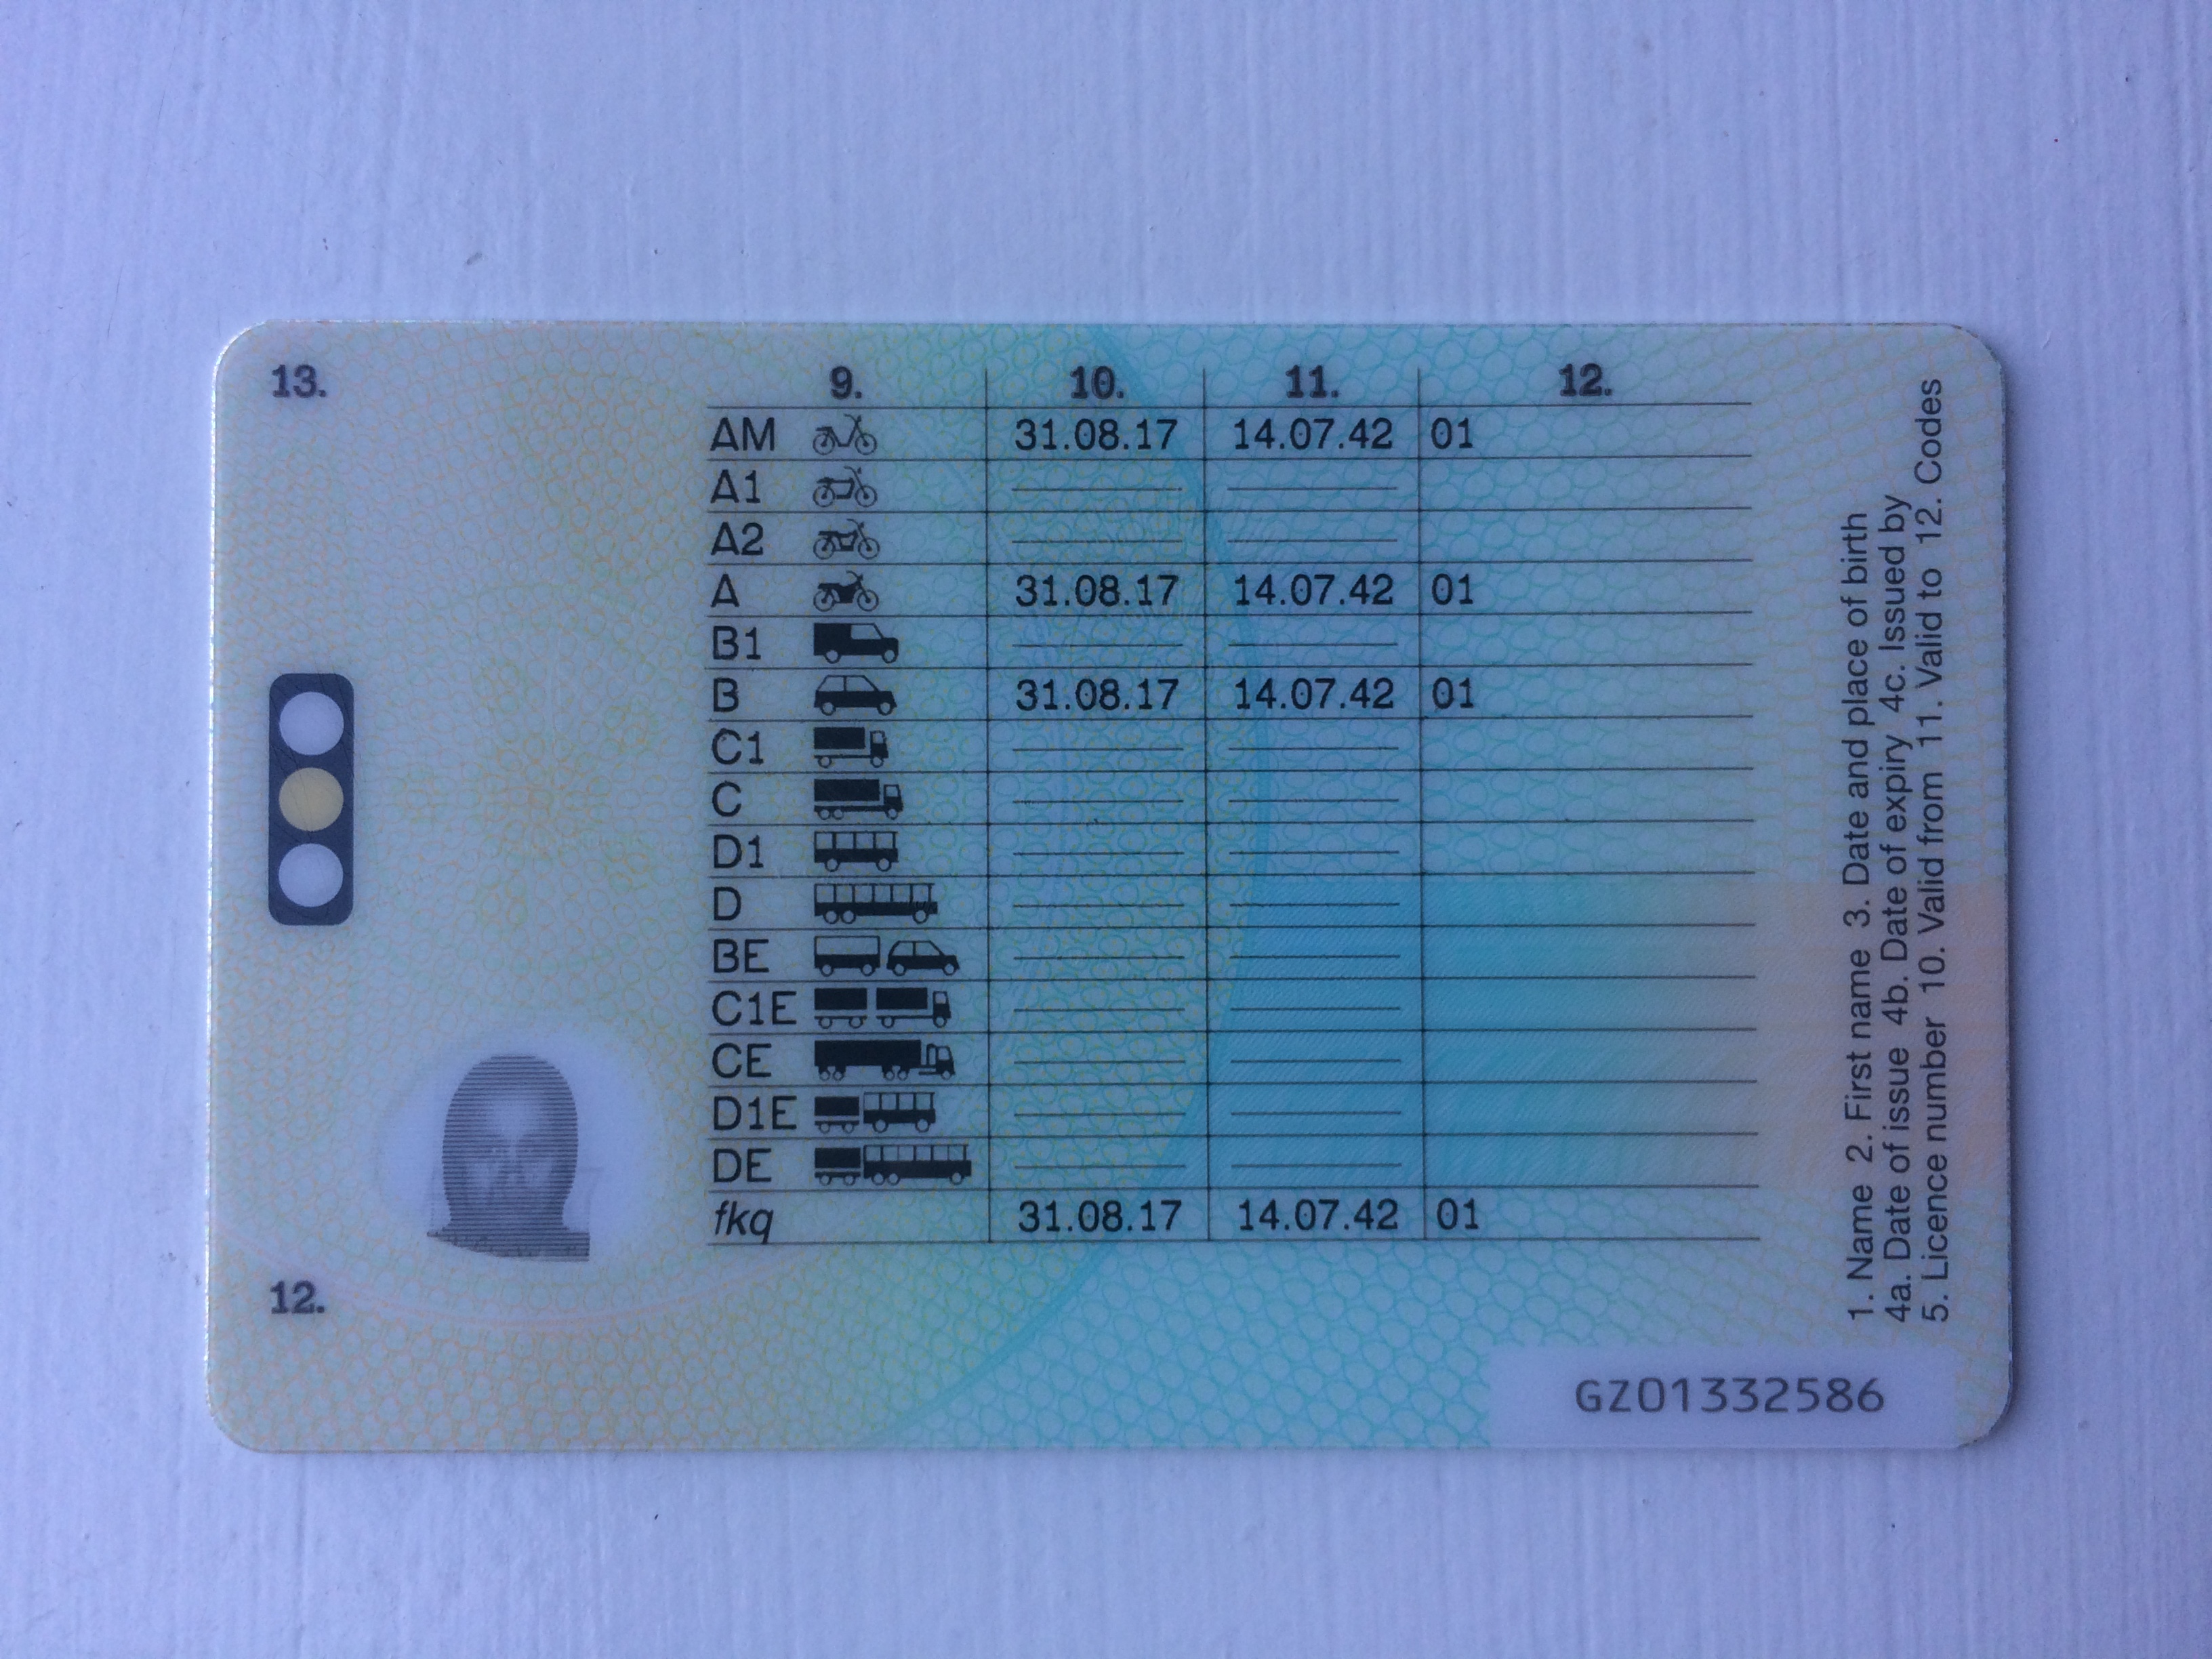 13. 9. 10. 11. 12.
AM 31.08.17 14.07.42 01
A1
A2
A 31.08.17 14.07.42 01
B1
B 31.08.17 14.07.42 01
C1
C
D1
D
BE
C1E
CE
D1E
DE
fkq 31.08.17 14.07.42 01
12.
GZ01332586
1. Name 2. First name 3. Date and place of birth
4a. Date of issue 4b. Date of expiry 4c. Issued by
5. Licence number 10. Valid from 11. Valid to 12. Codes